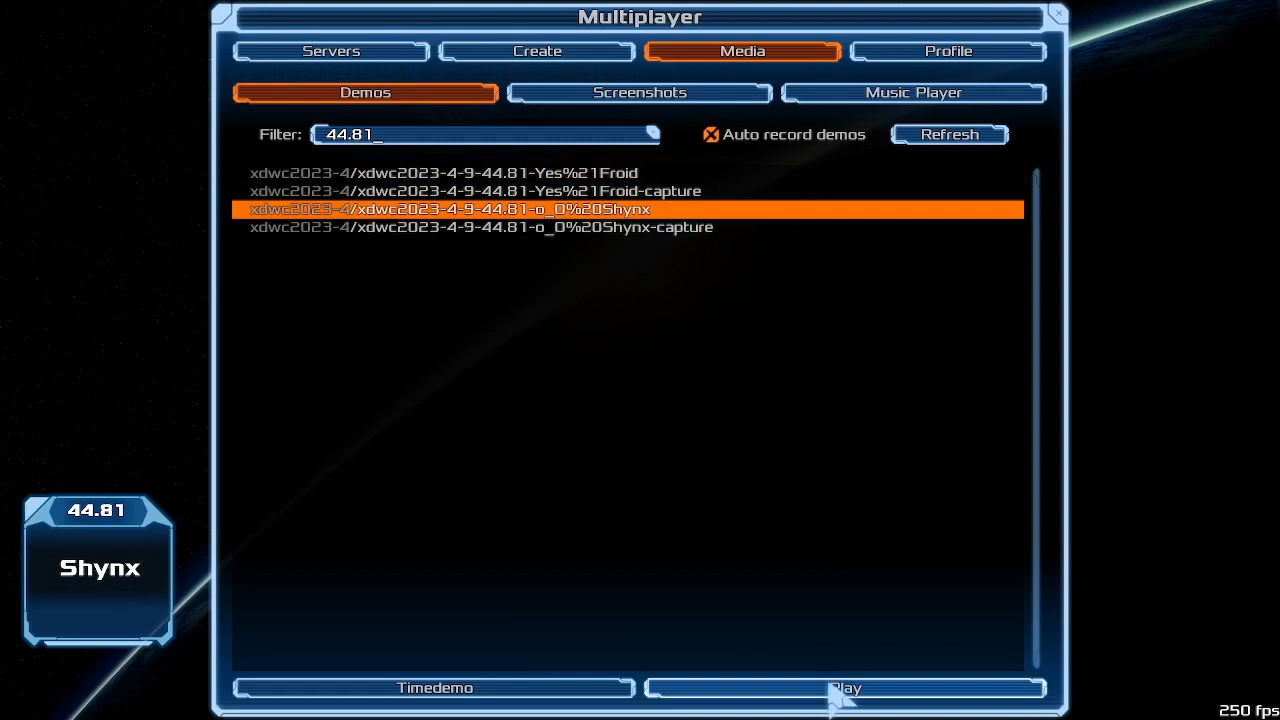 Multiplayer
Servers Create Media Profile
Demos Screenshots Music Player
Filter: 44.81_ Auto record demos Refresh
xdwc2023-4/xdwc2023-4-9-44.81-Yes%21Froid
xdwc2023-4/xdwc2023-4-9-44.81-Yes%21Froid-capture
xdwc2023-4/xdwc2023-4-9-44.81-o_O%20Shynx
xdwc2023-4/xdwc2023-4-9-44.81-o_O%20Shynx-capture
44.81
Shynx
Timedemo Play
250 fps